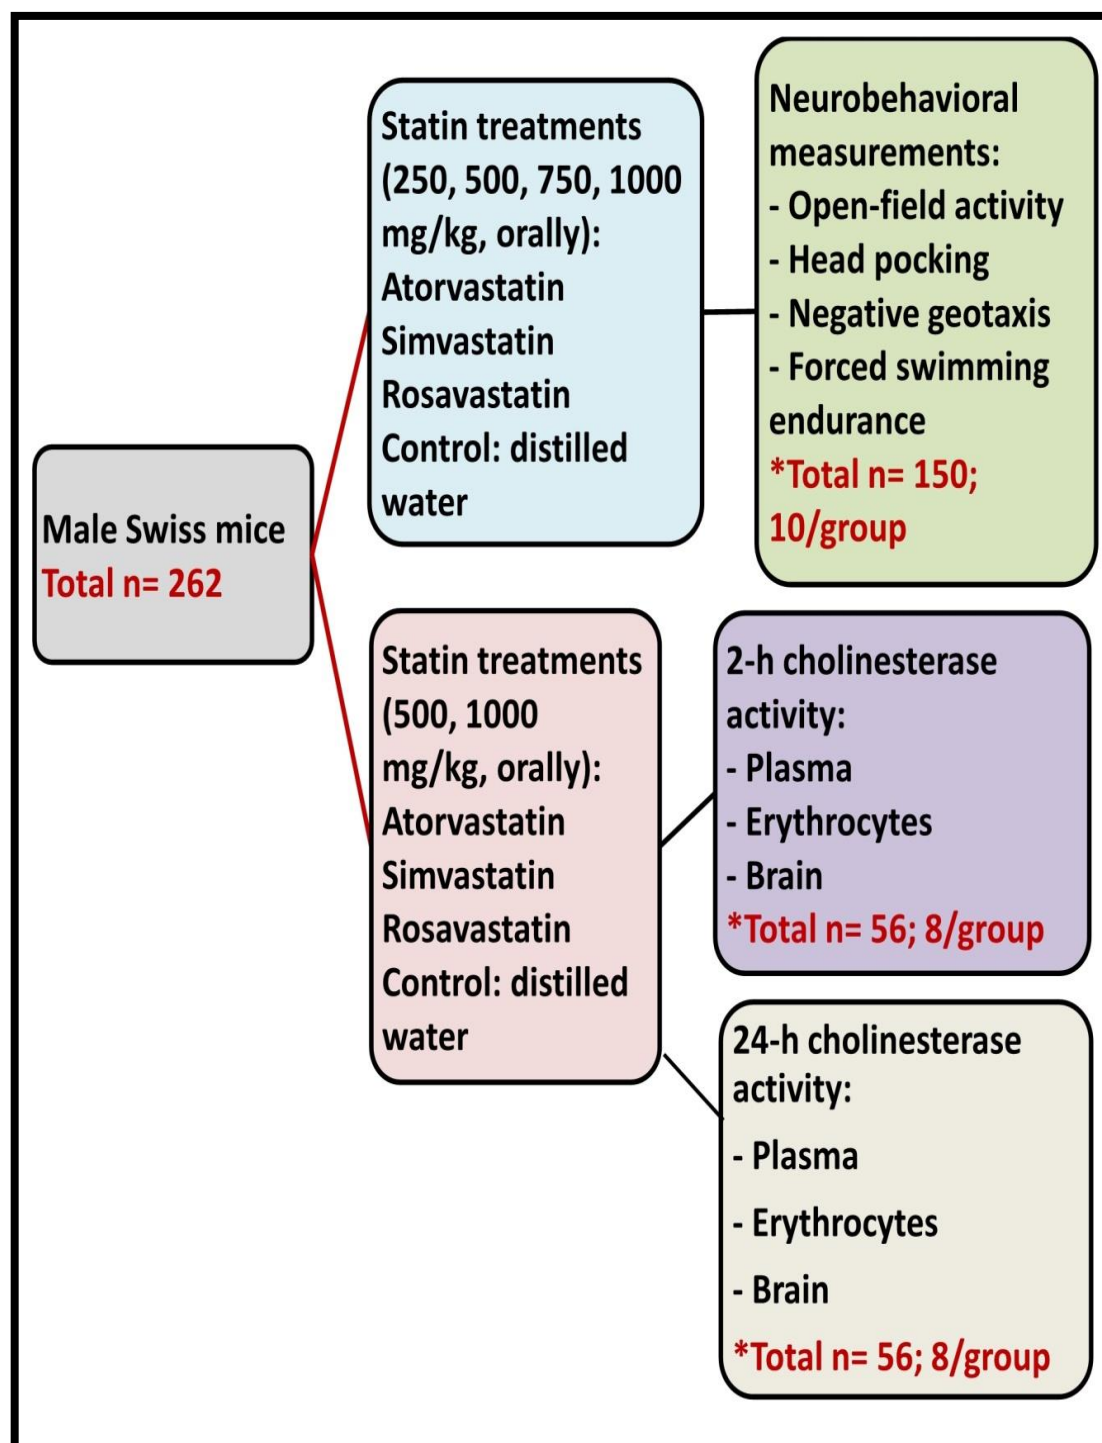 Male Swiss mice
Total n= 262
Statin treatments
(250, 500, 750, 1000
mg/kg, orally):
Atorvastatin
Simvastatin
Rosavastatin
Control: distilled
water
Neurobehavioral
measurements:
- Open-field activity
- Head pocking
- Negative geotaxis
- Forced swimming
endurance
*Total n= 150;
10/group
Statin treatments
(500, 1000
mg/kg, orally):
Atorvastatin
Simvastatin
Rosavastatin
Control: distilled
water
2-h cholinesterase
activity:
- Plasma
- Erythrocytes
- Brain
*Total n= 56; 8/group
24-h cholinesterase
activity:
- Plasma
- Erythrocytes
- Brain
*Total n= 56; 8/group